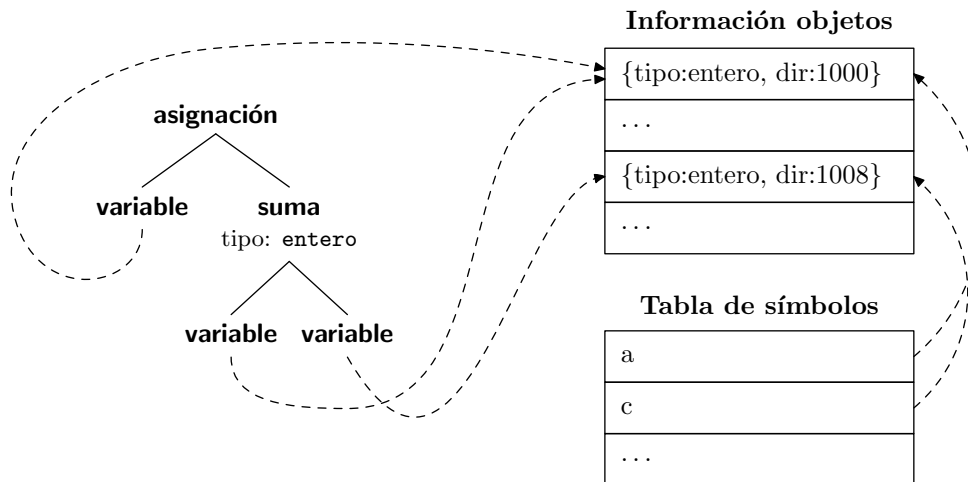 asignación
variable
suma
tipo: entero
variable
variable
Información objetos
{tipo:entero, dir:1000}
...
{tipo:entero, dir:1008}
...
Tabla de símbolos
a
c
...